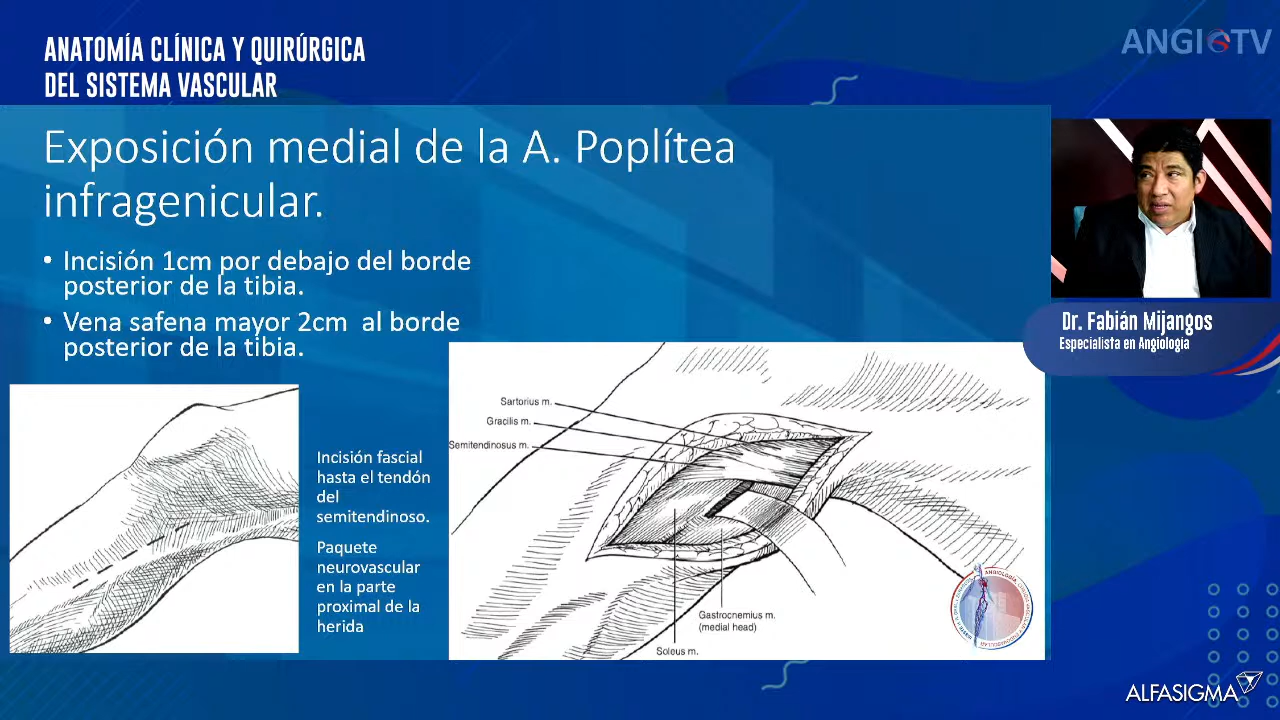 ANATOMÍA CLÍNICA Y QUIRÚRGICA
DEL SISTEMA VASCULAR
ANGIOTV
Exposición medial de la A. Poplítea
infragenicular.
• Incisión 1cm por debajo del borde
posterior de la tibia.
• Vena safena mayor 2cm al borde
posterior de la tibia.
Dr. Fabián Mijangos
Especialista en Angiología
Incisión fascial
hasta el tendón
del
semitendinoso.
Paquete
neurovascular
en la parte
proximal de la
herida
Sartorius m.
Gracilis m.
Semitendinosus m.
Gastrocnemius m.
(medial head)
Soleus m.
ALFASIGMA